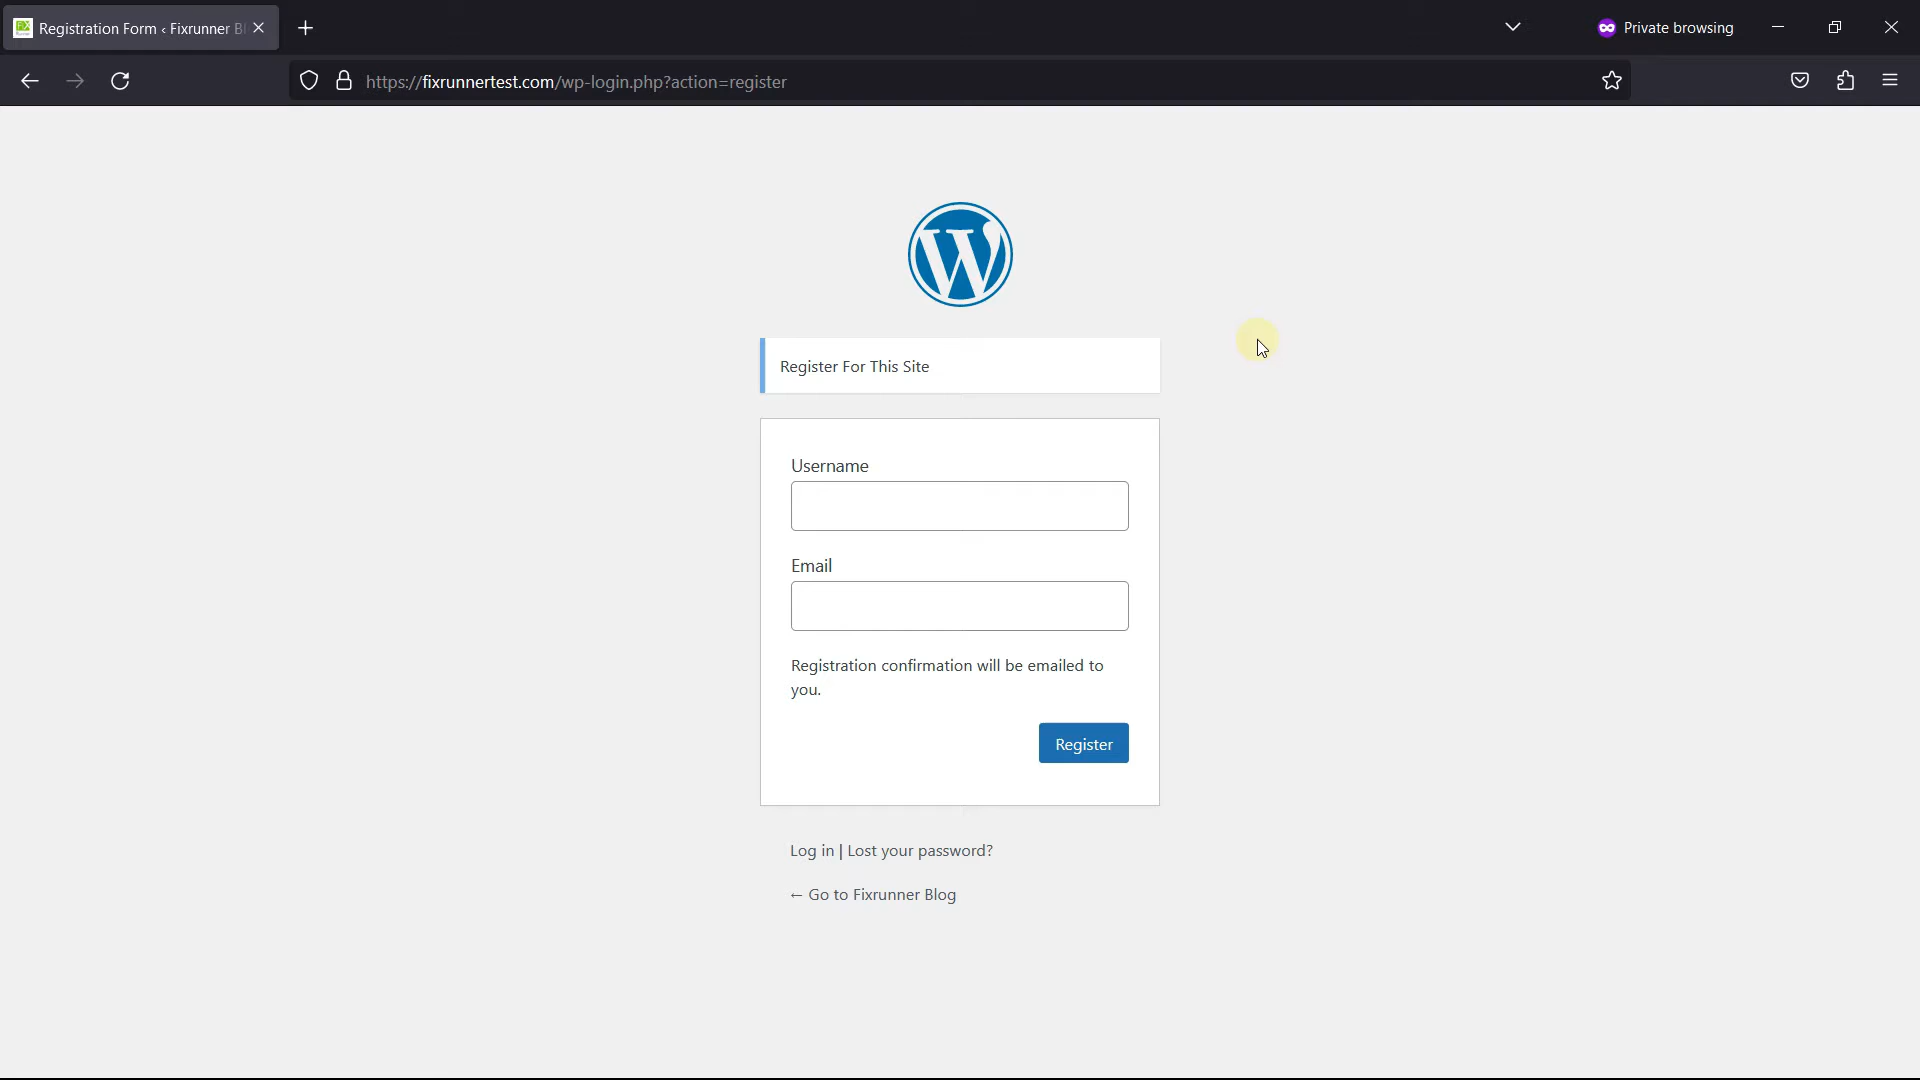 Registration Form ‹ Fixrunner Bl
Private browsing
https://fixrunnertest.com/wp-login.php?action=register
Register For This Site
Username
Email
Registration confirmation will be emailed to
you.
Register
Log in | Lost your password?
← Go to Fixrunner Blog